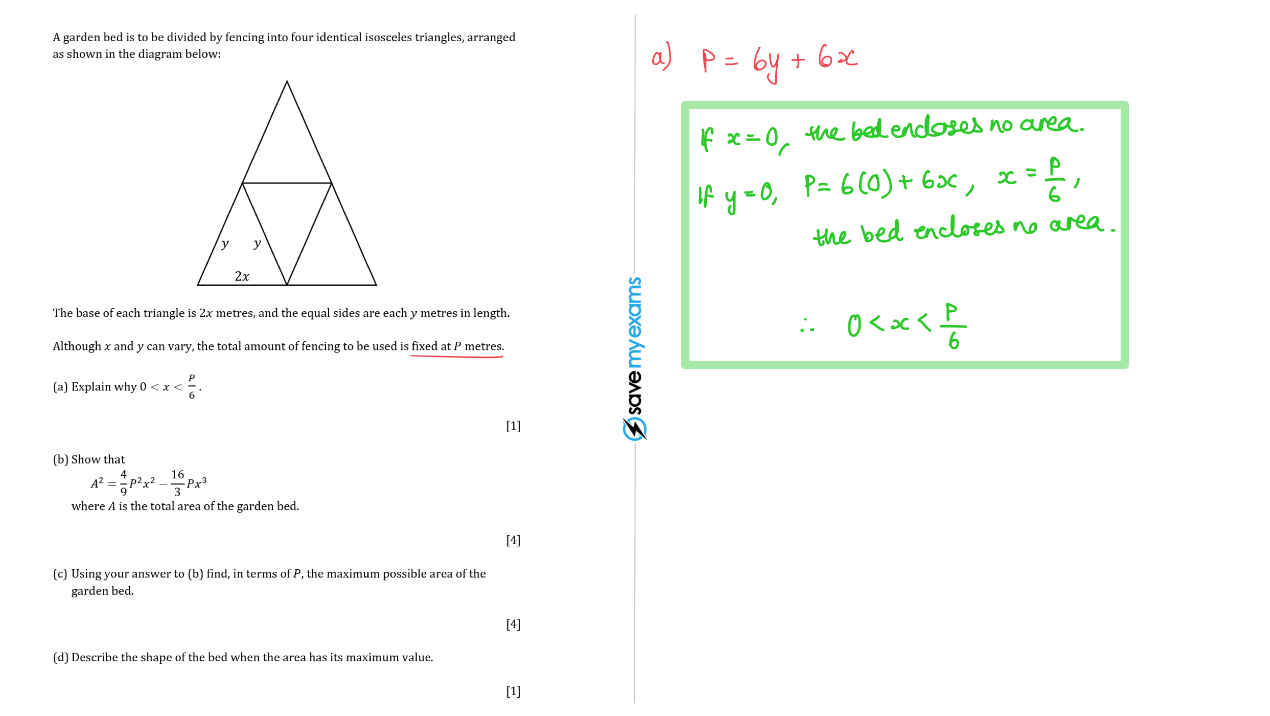 A garden bed is to be divided by fencing into four identical isosceles triangles, arranged
as shown in the diagram below:
y y
2x
The base of each triangle is 2x metres, and the equal sides are each y metres in length.
Although x and y can vary, the total amount of fencing to be used is fixed at P metres.
(a) Explain why 0 < x < P/6 .
[1]
(b) Show that
A² = 4/9 P²x² − 16/3 Px³
where A is the total area of the garden bed.
[4]
(c) Using your answer to (b) find, in terms of P, the maximum possible area of the
garden bed.
[4]
(d) Describe the shape of the bed when the area has its maximum value.
[1]
save my exams
a) P = 6y + 6x
If x = 0, the bed encloses no area.
If y = 0, P = 6(0) + 6x, x = P/6,
the bed encloses no area.
∴ 0 < x < P/6